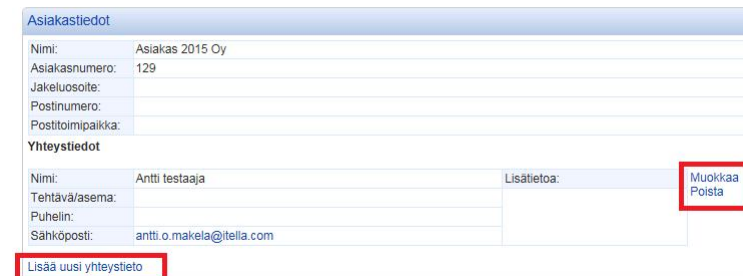 Asiakastiedot
Nimi: Asiakas 2015 Oy
Asiakasnumero: 129
Jakeluosoite:
Postinumero:
Postitoimipaikka:
Yhteystiedot
Nimi: Antti testaaja Lisätietoa: Muokkaa
Poista
Tehtävä/asema:
Puhelin:
Sähköposti: antti.o.makela@itella.com
Lisää uusi yhteystieto